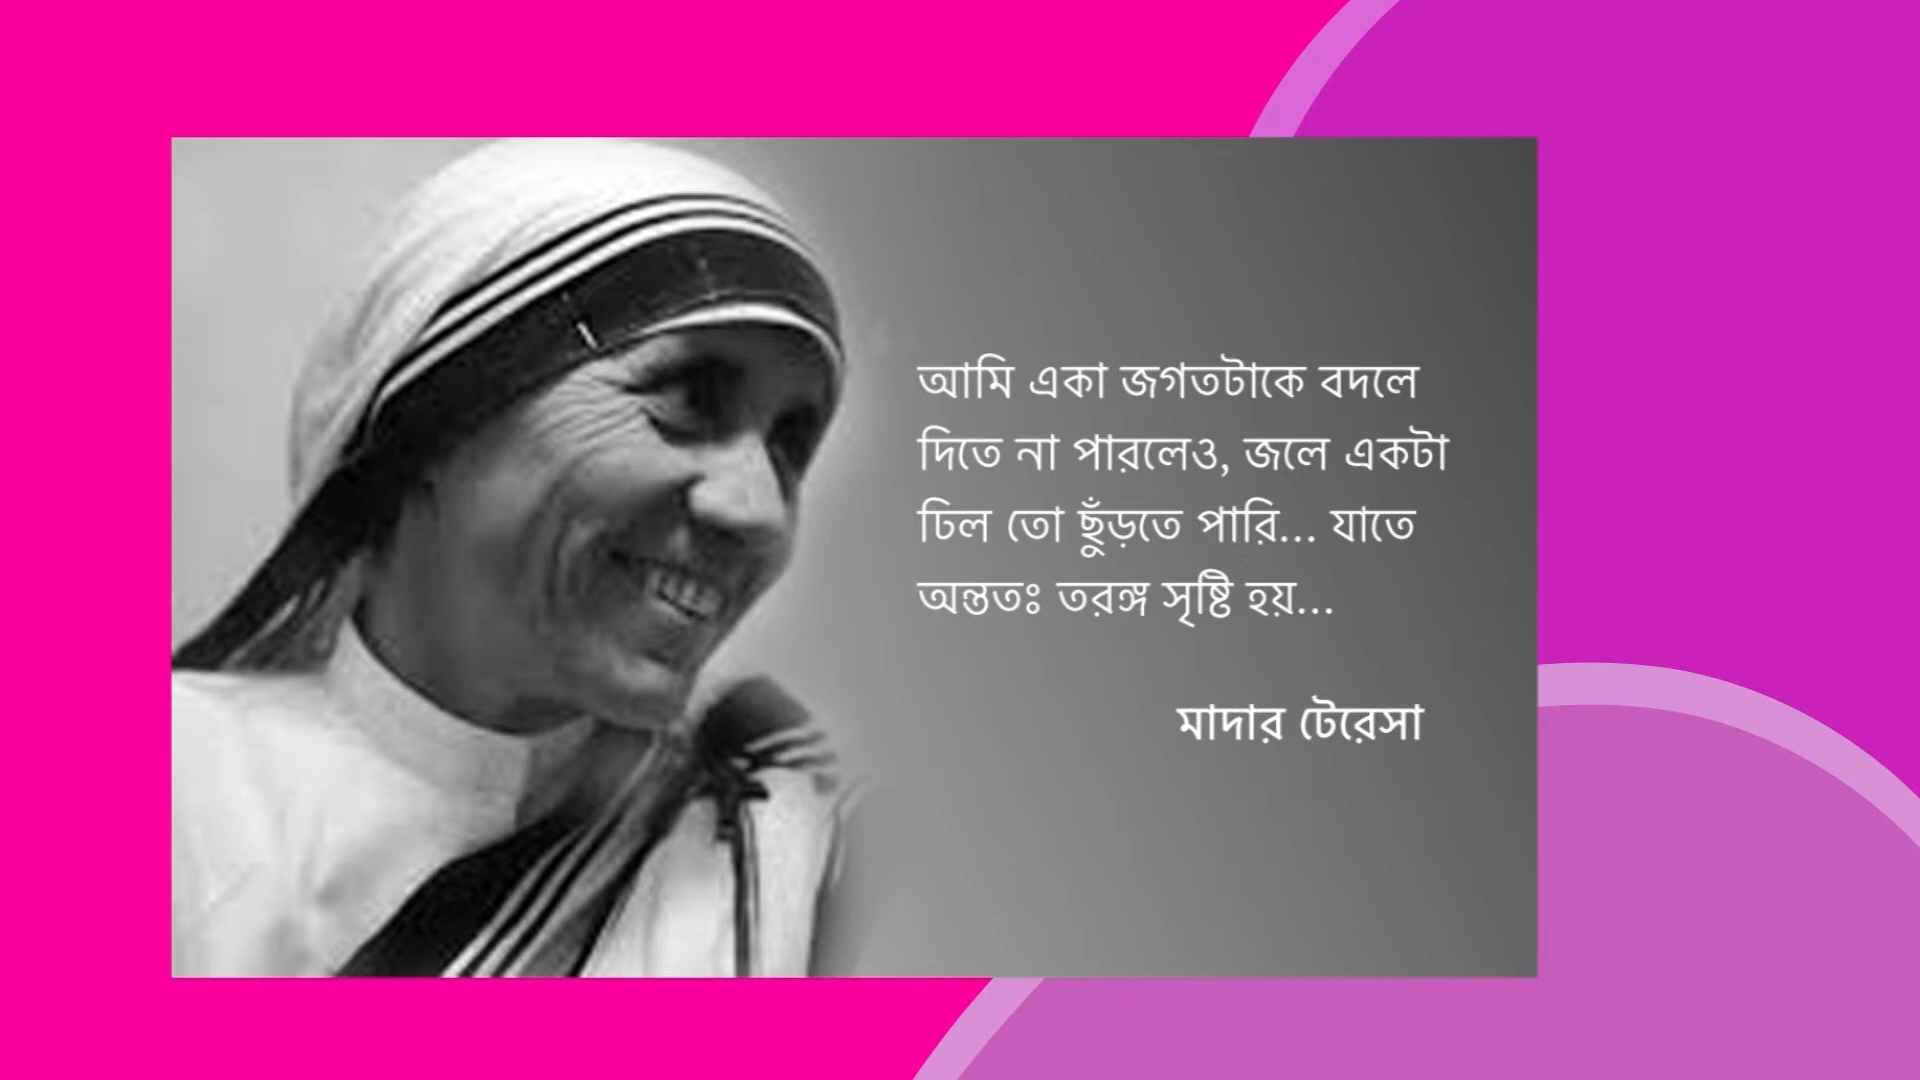 আমি একা জগতটাকে বদলে
দিতে না পারলেও, জলে একটা
ঢিল তো ছুঁড়তে পারি... যাতে
অন্ততঃ তরঙ্গ সৃষ্টি হয়...
মাদার টেরেসা